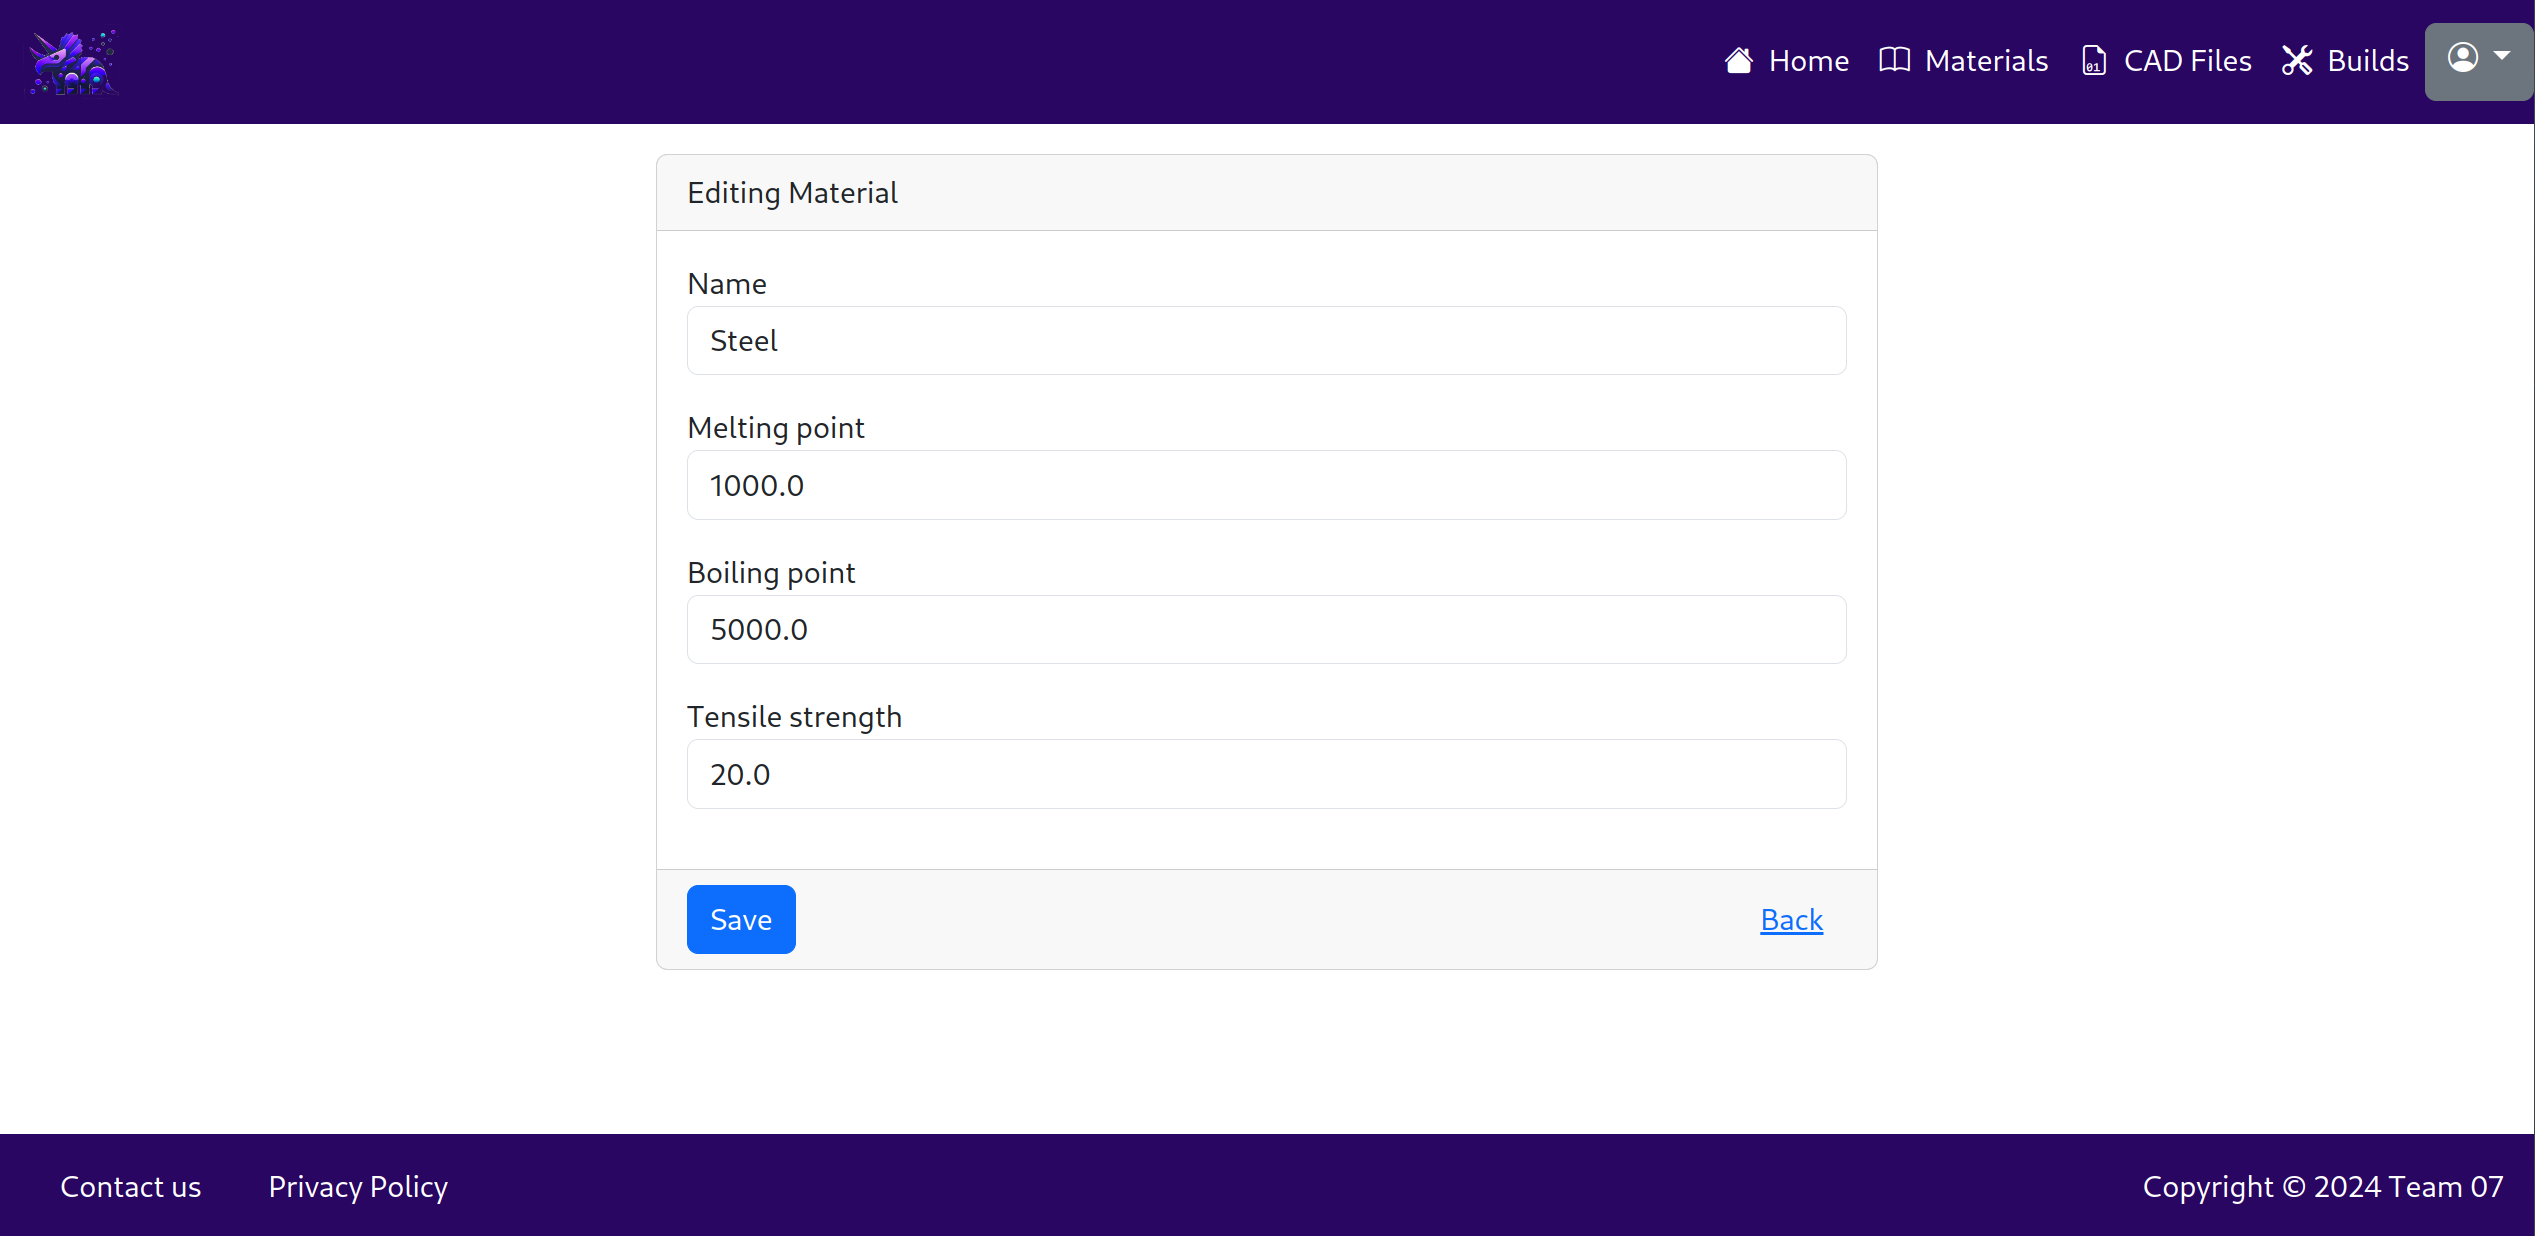 Home Materials CAD Files Builds
Editing Material
Name
Steel
Melting point
1000.0
Boiling point
5000.0
Tensile strength
20.0
Save Back
Contact us Privacy Policy Copyright © 2024 Team 07